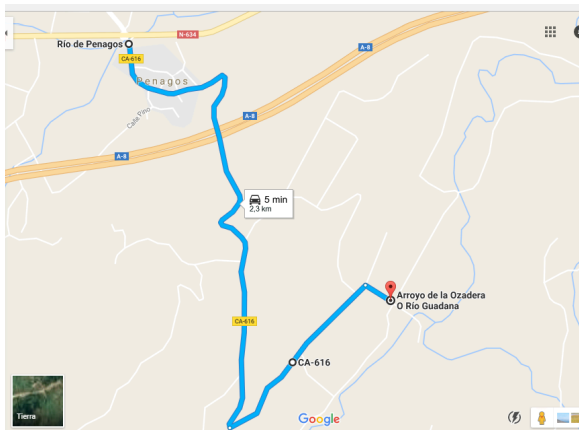 N-634
Río de Penagos
CA-616
A-8
Penagos
Calle Pino
A-8
A-8
5 min
2,3 km
Arroyo de la Ozadera
O Río Guadana
CA-616
CA-616
Tierra
Google